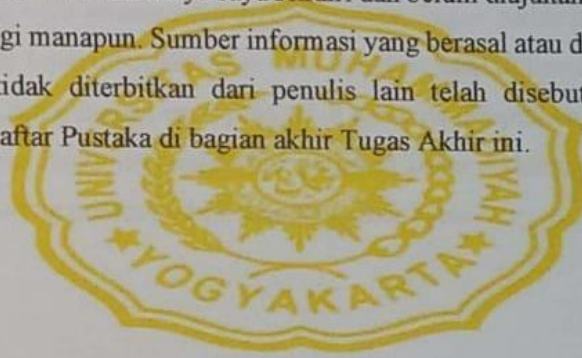 gi manapun. Sumber informasi yang berasal atau d
idak diterbitkan dari penulis lain telah disebut
aftar Pustaka di bagian akhir Tugas Akhir ini.
UNIVERSITAS MUHAMMADIYAH
YOGYAKARTA